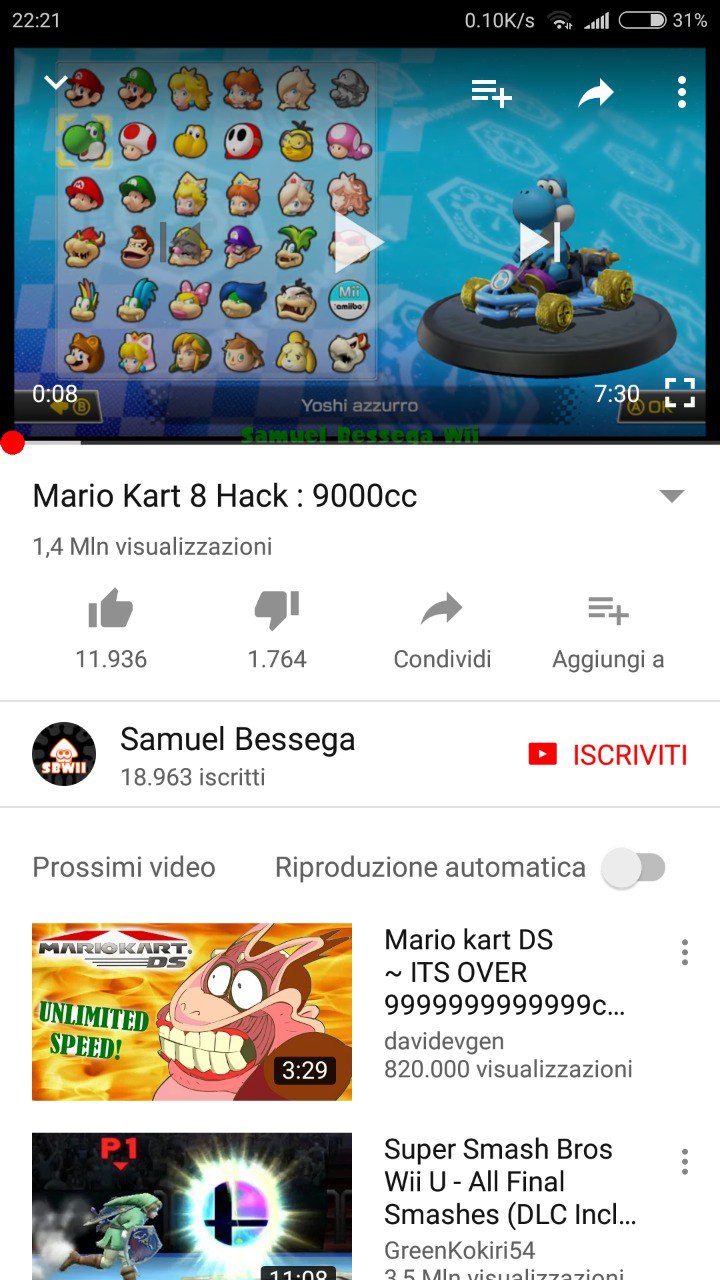 22:21
0.10K/s
31%
Mii
amiibo
0:08
7:30
B
Yoshi azzurro
A OK
Samuel Bessega Wii
Mario Kart 8 Hack : 9000cc
1,4 Mln visualizzazioni
11.936
1.764
Condividi
Aggiungi a
SBWII
Samuel Bessega
18.963 iscritti
ISCRIVITI
Prossimi video
Riproduzione automatica
MARIOKART.
DS
UNLIMITED
SPEED!
3:29
Mario kart DS
~ ITS OVER
9999999999999c...
davidevgen
820.000 visualizzazioni
P1
11:08
Super Smash Bros
Wii U - All Final
Smashes (DLC Incl...
GreenKokiri54
3,5 Mln visualizzazioni